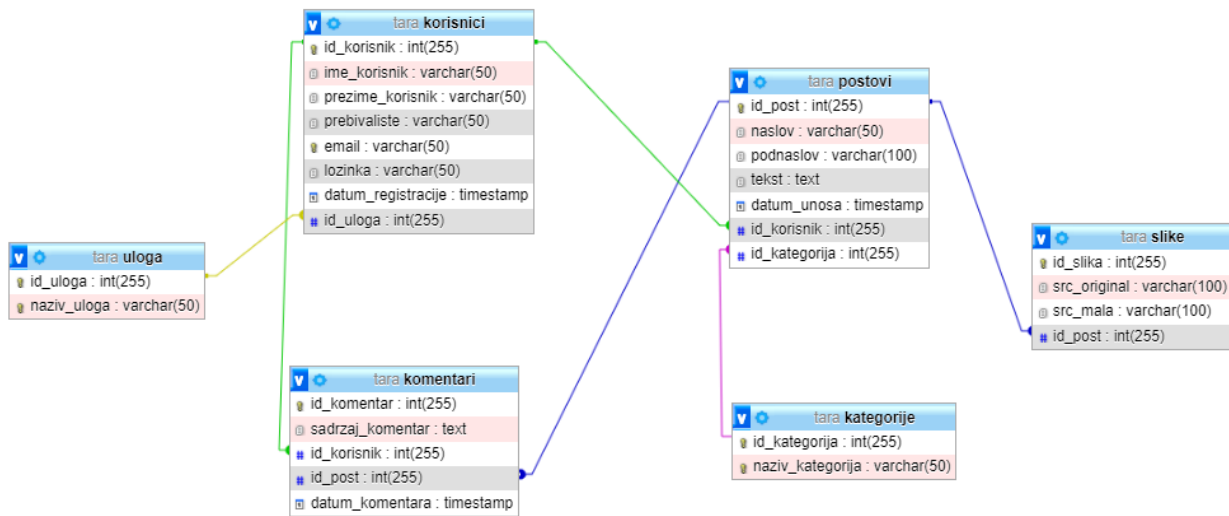 tara korisnici
id_korisnik : int(255)
ime_korisnik : varchar(50)
prezime_korisnik : varchar(50)
prebivaliste : varchar(50)
email : varchar(50)
lozinka : varchar(50)
datum_registracije : timestamp
id_uloga : int(255)
tara uloga
id_uloga : int(255)
naziv_uloga : varchar(50)
tara komentari
id_komentar : int(255)
sadrzaj_komentar : text
id_korisnik : int(255)
id_post : int(255)
datum_komentara : timestamp
tara postovi
id_post : int(255)
naslov : varchar(50)
podnaslov : varchar(100)
tekst : text
datum_unosa : timestamp
id_korisnik : int(255)
id_kategorija : int(255)
tara kategorije
id_kategorija : int(255)
naziv_kategorija : varchar(50)
tara slike
id_slika : int(255)
src_original : varchar(100)
src_mala : varchar(100)
id_post : int(255)